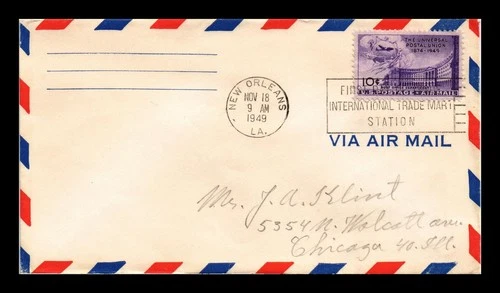 THE UNIVERSAL
POSTAL UNION
1874-1949
10¢
POSTAGE AIR MAIL
NEW ORLEANS
NOV 18
9 AM
1949
LA.
INTERNATIONAL TRADE MART
STATION
VIA AIR MAIL
Mr. J. A. Klint
5354 N. Wolcott ave.
Chicago 40. Ill.